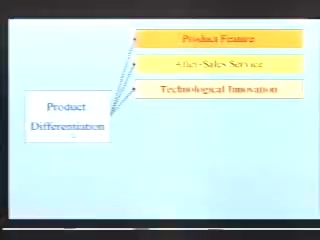 Product Feature
After-Sales Service
Technological Innovation
Product
Differentiation